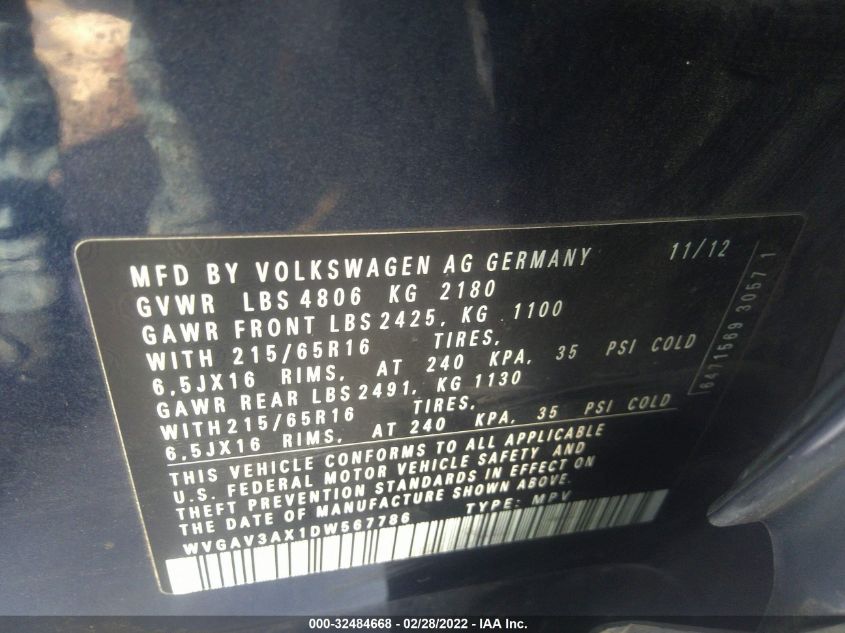 MFD BY VOLKSWAGEN AG GERMANY 11/12
GVWR LBS 4806 KG 2180
GAWR FRONT LBS 2425, KG 1100
WITH 215/65R16 TIRES,
6,5JX16 RIMS, AT 240 KPA, 35 PSI COLD
GAWR REAR LBS 2491, KG 1130
WITH 215/65R16 TIRES,
6,5JX16 RIMS, AT 240 KPA, 35 PSI COLD
THIS VEHICLE CONFORMS TO ALL APPLICABLE
U.S. FEDERAL MOTOR VEHICLE SAFETY AND
THEFT PREVENTION STANDARDS IN EFFECT ON
THE DATE OF MANUFACTURE SHOWN ABOVE.
WVGAV3AX1DW567786 TYPE: MPV
6471569 3057 1
000-32484668 - 02/28/2022 - IAA Inc.